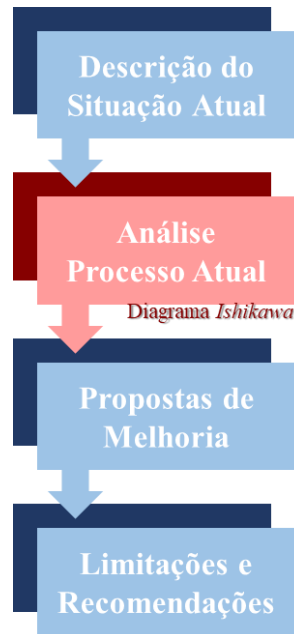 Descrição do
Situação Atual
Análise
Processo Atual
Diagrama Ishikawa
Propostas de
Melhoria
Limitações e
Recomendações